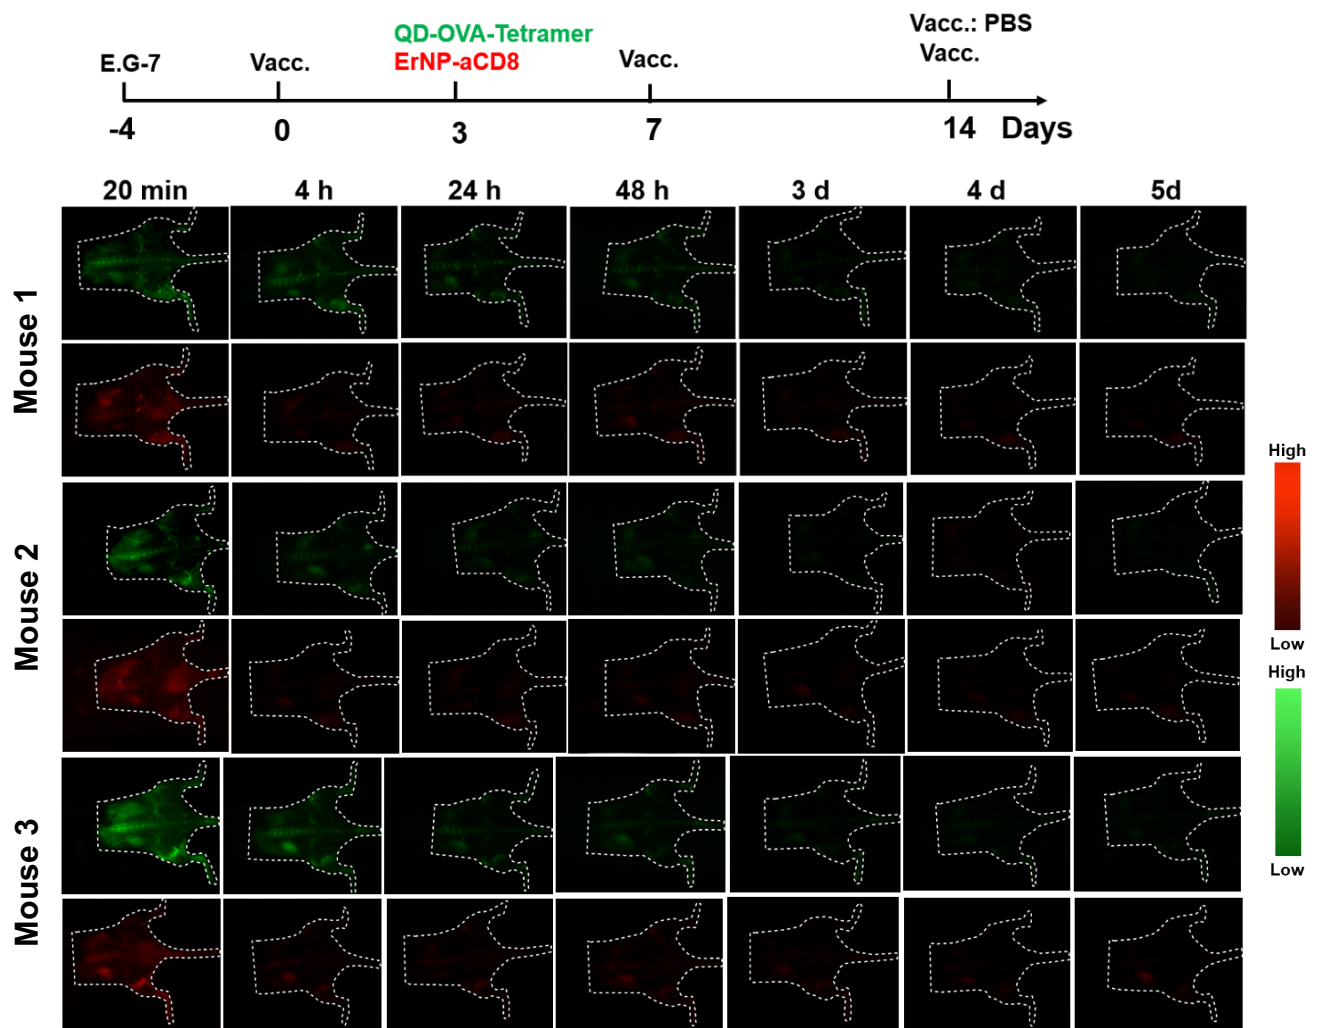 QD-OVA-Tetramer
ErNP-aCD8
Vacc.: PBS
Vacc.
E.G-7
Vacc.
Vacc.
-4
0
3
7
14 Days
20 min
4 h
24 h
48 h
3 d
4 d
5d
Mouse 1
Mouse 2
Mouse 3
High
Low
High
Low